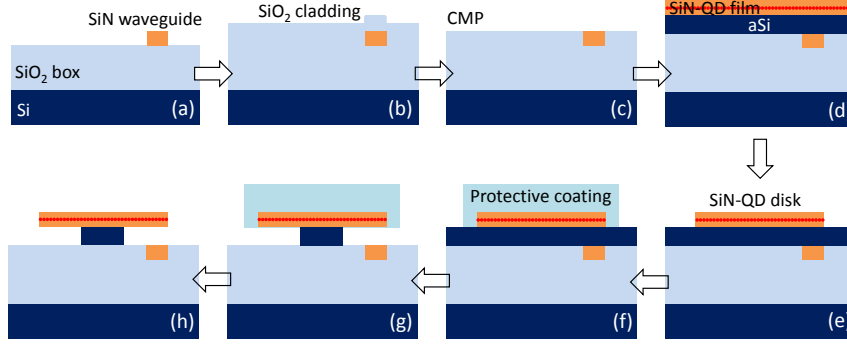 SiN waveguide
SiO₂ cladding
CMP
SiN-QD film
aSi
SiO₂ box
Si
(a)
(b)
(c)
(d)
Protective coating
SiN-QD disk
(h)
(g)
(f)
(e)